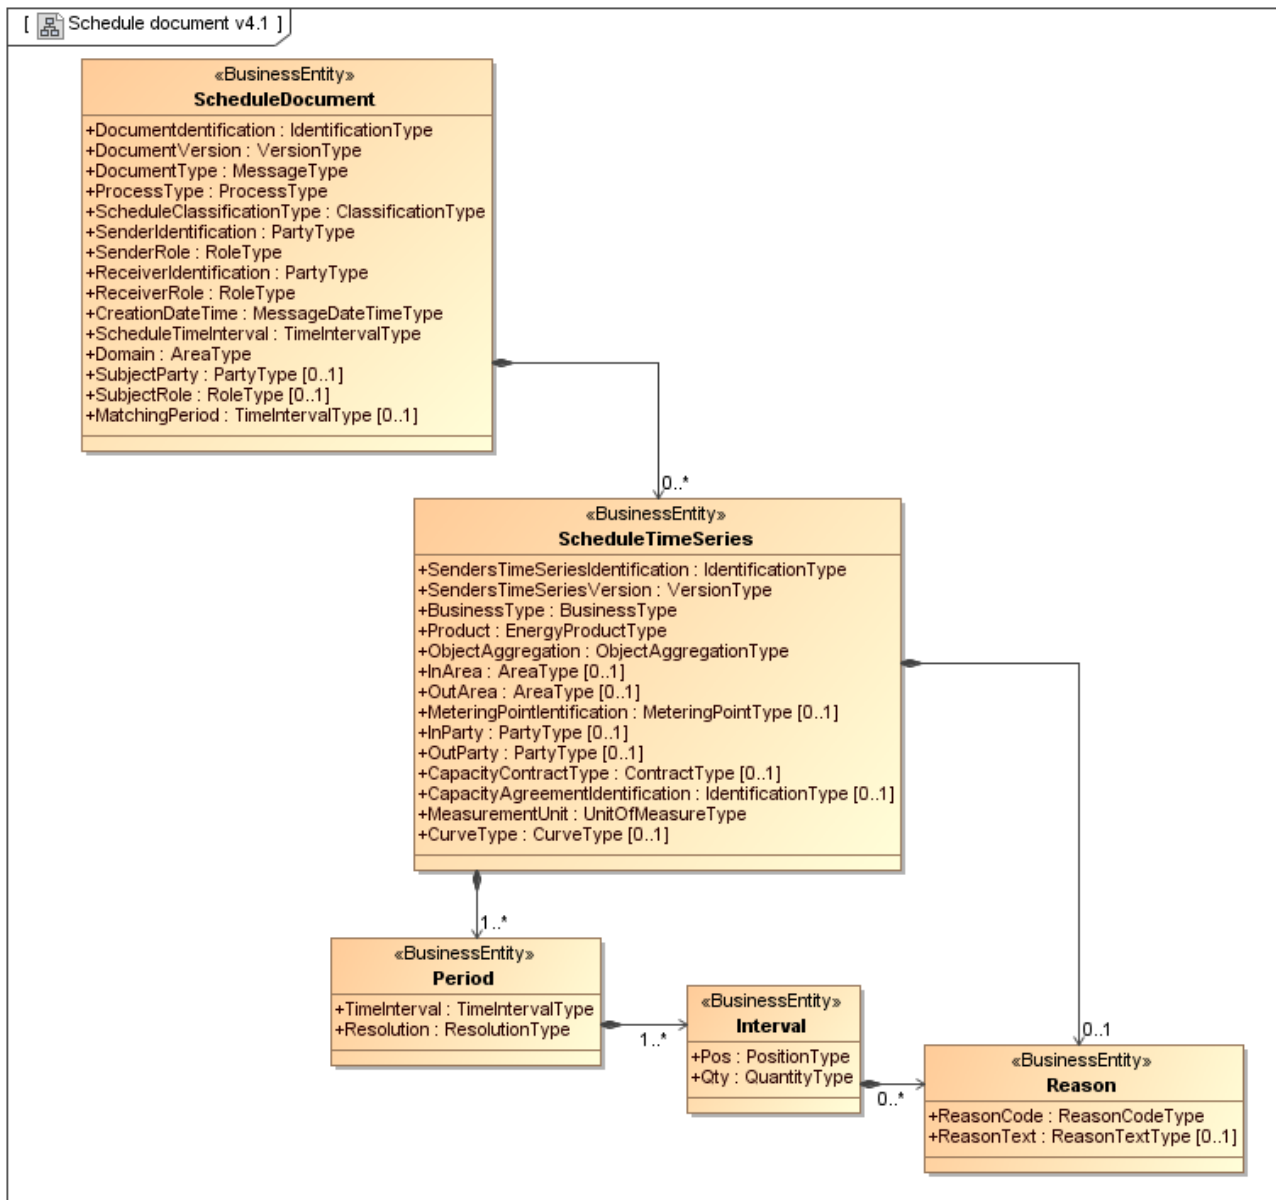 [ Schedule document v4.1 ]
«BusinessEntity»
ScheduleDocument
+DocumentdentificationIdentification : IdentificationType
+DocumentVersion : VersionType
+DocumentType : MessageType
+ProcessType : ProcessType
+ScheduleClassificationType : ClassificationType
+SenderIdentification : PartyType
+SenderRole : RoleType
+ReceiverIdentification : PartyType
+ReceiverRole : RoleType
+CreationDateTime : MessageDateTimeType
+ScheduleTimeInterval : TimeIntervalType
+Domain : AreaType
+SubjectParty : PartyType [0..1]
+SubjectRole : RoleType [0..1]
+MatchingPeriod : TimeIntervalType [0..1]
0..*
«BusinessEntity»
ScheduleTimeSeries
+SendersTimeSeriesIdentification : IdentificationType
+SendersTimeSeriesVersion : VersionType
+BusinessType : BusinessType
+Product : EnergyProductType
+ObjectAggregation : ObjectAggregationType
+InArea : AreaType [0..1]
+OutArea : AreaType [0..1]
+MeteringPointIentification : MeteringPointType [0..1]
+InParty : PartyType [0..1]
+OutParty : PartyType [0..1]
+CapacityContractType : ContractType [0..1]
+CapacityAgreementIdentification : IdentificationType [0..1]
+MeasurementUnit : UnitOfMeasureType
+CurveType : CurveType [0..1]
1..*
«BusinessEntity»
Period
+TimeInterval : TimeIntervalType
+Resolution : ResolutionType
1..*
«BusinessEntity»
Interval
+Pos : PositionType
+Qty : QuantityType
0..*
0..1
«BusinessEntity»
Reason
+ReasonCode : ReasonCodeType
+ReasonText : ReasonTextType [0..1]